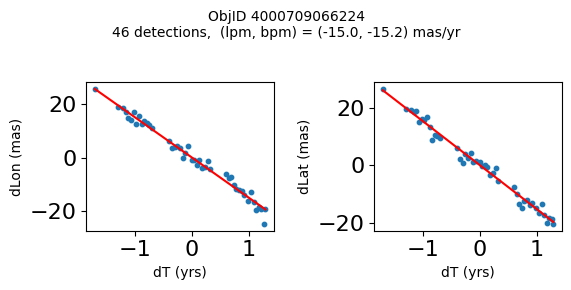 ObjID 4000709066224
46 detections,  (lpm, bpm) = (-15.0, -15.2) mas/yr
dLon (mas)
20
0
−20
−1
0
1
dT (yrs)
dLat (mas)
20
0
−20
−1
0
1
dT (yrs)